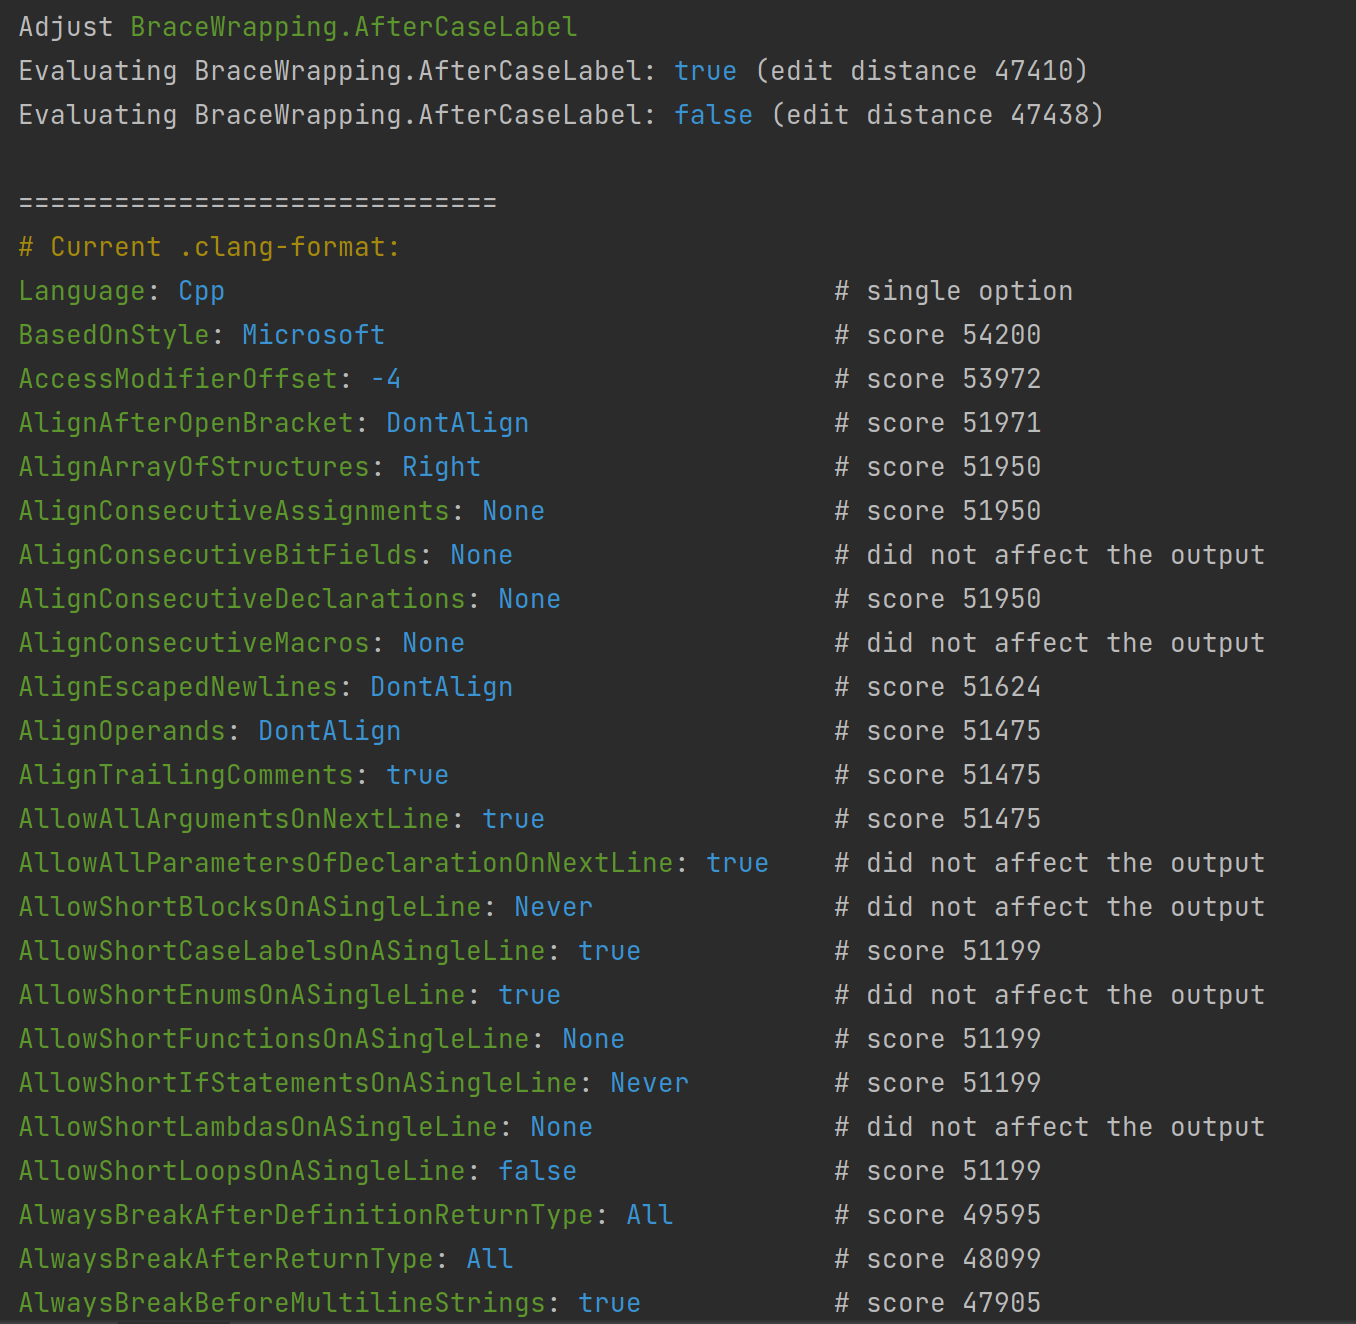 Adjust BraceWrapping.AfterCaseLabel
Evaluating BraceWrapping.AfterCaseLabel: true (edit distance 47410)
Evaluating BraceWrapping.AfterCaseLabel: false (edit distance 47438)
==============================
# Current .clang-format:
Language: Cpp # single option
BasedOnStyle: Microsoft # score 54200
AccessModifierOffset: -4 # score 53972
AlignAfterOpenBracket: DontAlign # score 51971
AlignArrayOfStructures: Right # score 51950
AlignConsecutiveAssignments: None # score 51950
AlignConsecutiveBitFields: None # did not affect the output
AlignConsecutiveDeclarations: None # score 51950
AlignConsecutiveMacros: None # did not affect the output
AlignEscapedNewlines: DontAlign # score 51624
AlignOperands: DontAlign # score 51475
AlignTrailingComments: true # score 51475
AllowAllArgumentsOnNextLine: true # score 51475
AllowAllParametersOfDeclarationOnNextLine: true # did not affect the output
AllowShortBlocksOnASingleLine: Never # did not affect the output
AllowShortCaseLabelsOnASingleLine: true # score 51199
AllowShortEnumsOnASingleLine: true # did not affect the output
AllowShortFunctionsOnASingleLine: None # score 51199
AllowShortIfStatementsOnASingleLine: Never # score 51199
AllowShortLambdasOnASingleLine: None # did not affect the output
AllowShortLoopsOnASingleLine: false # score 51199
AlwaysBreakAfterDefinitionReturnType: All # score 49595
AlwaysBreakAfterReturnType: All # score 48099
AlwaysBreakBeforeMultilineStrings: true # score 47905